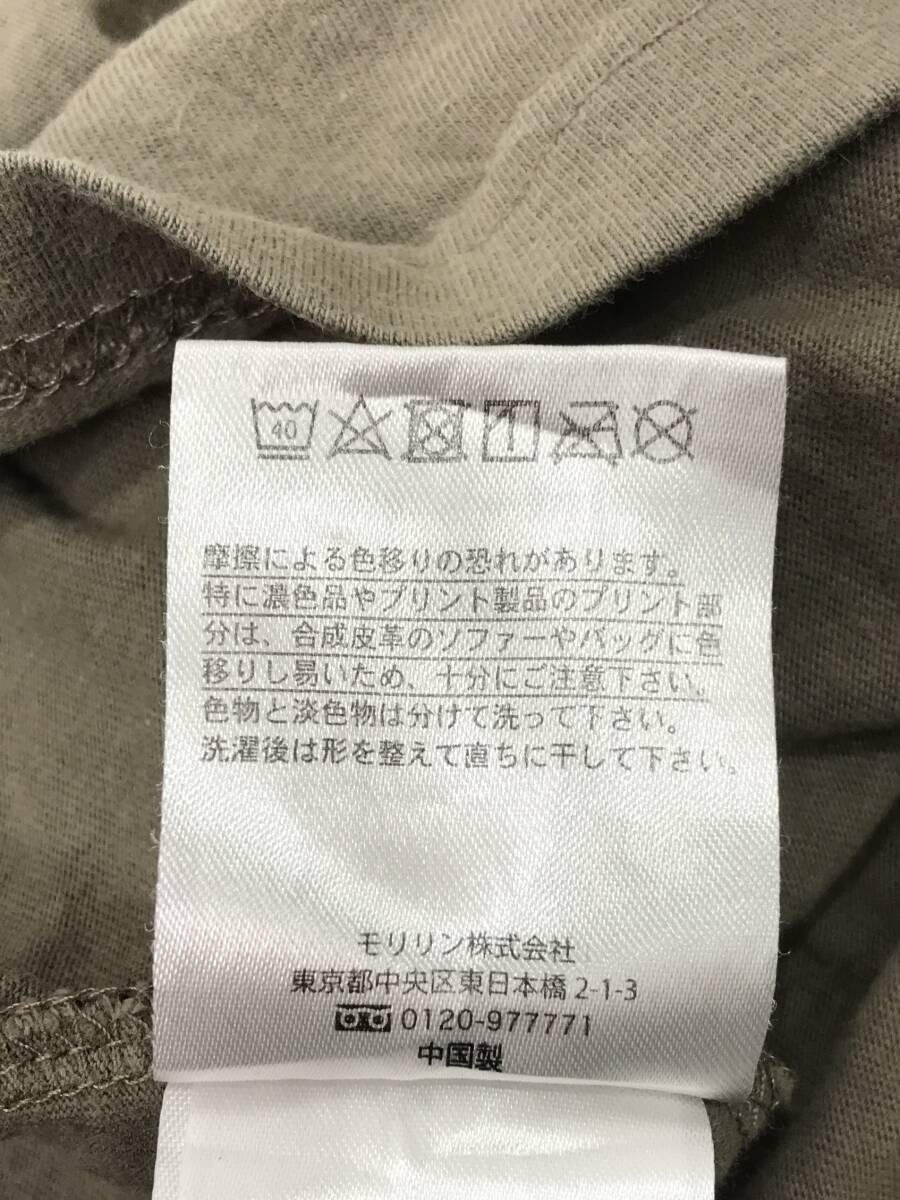 40
摩擦による色移りの恐れがあります。
特に濃色品やプリント製品のプリント部
分は、合成皮革のソファーやバッグに色
移りし易いため、十分にご注意下さい。
色物と淡色物は分けて洗って下さい。
洗濯後は形を整えて直ちに干して下さい。
モリリン株式会社
東京都中央区東日本橋2-1-3
0120-977771
中国製